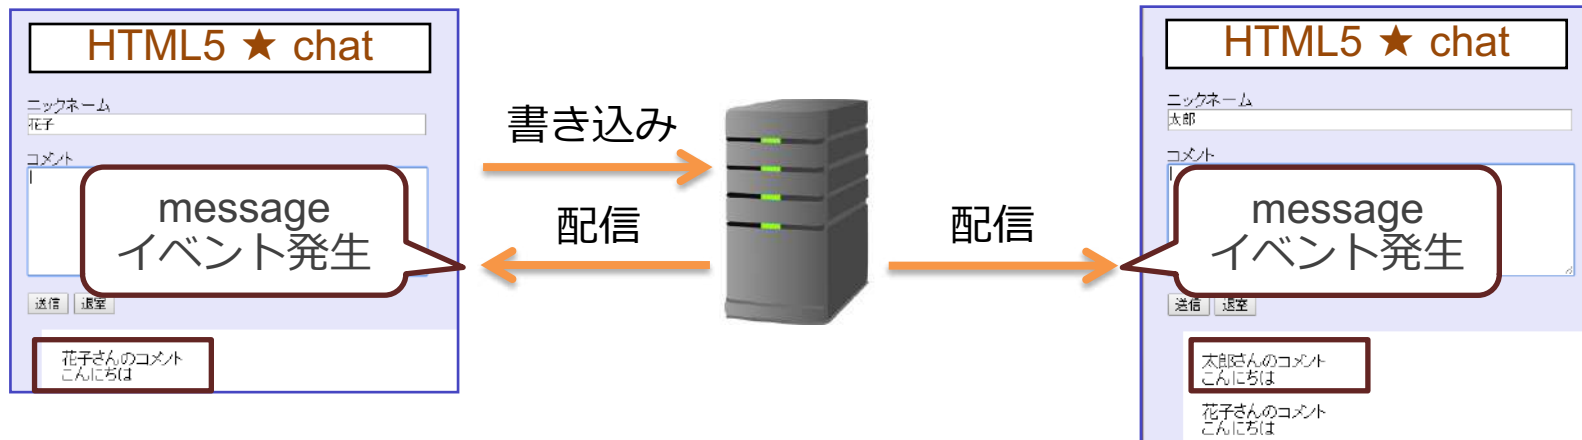 HTML5 ★ chat
ニックネーム
花子
コメント
message
イベント発生
送信 退室
花子さんのコメント
こんにちは
書き込み
配信
配信
HTML5 ★ chat
ニックネーム
太郎
コメント
message
イベント発生
送信 退室
太郎さんのコメント
こんにちは
花子さんのコメント
こんにちは